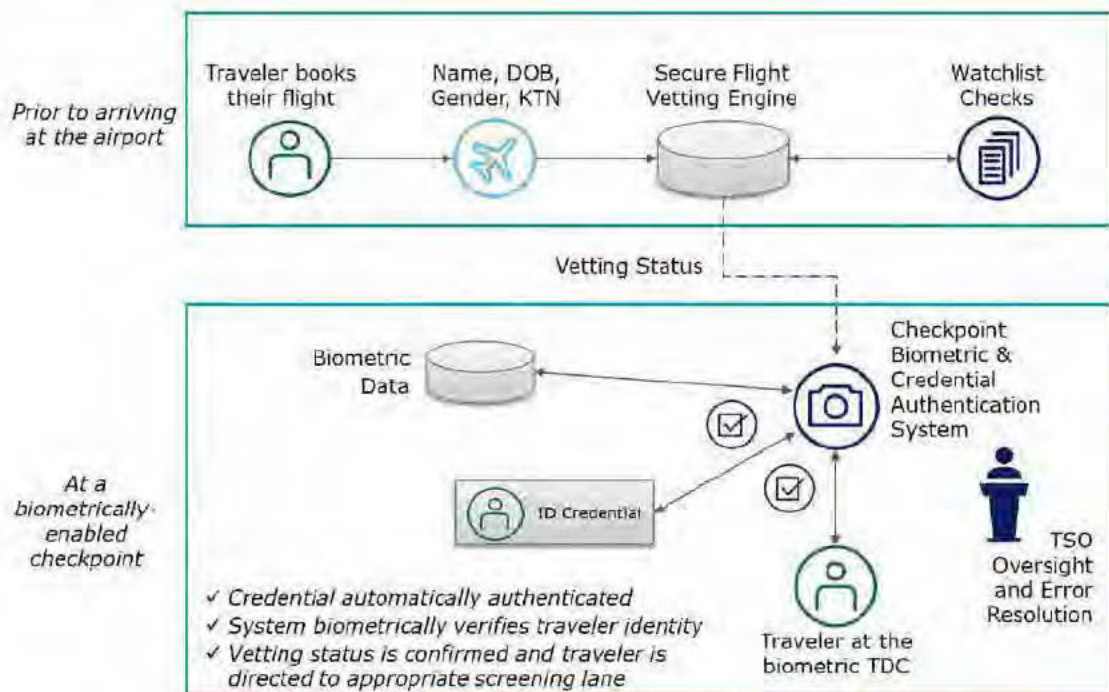 Prior to arriving
at the airport
Traveler books
their flight
Name, DOB,
Gender, KTN
Secure Flight
Vetting Engine
Watchlist
Checks
Vetting Status
At a
biometrically-
enabled
checkpoint
Biometric
Data
Checkpoint
Biometric &
Credential
Authentication
System
ID Credential
TSO
Oversight
and Error
Resolution
Traveler at the
biometric TDC
✓ Credential automatically authenticated
✓ System biometrically verifies traveler identity
✓ Vetting status is confirmed and traveler is
directed to appropriate screening lane